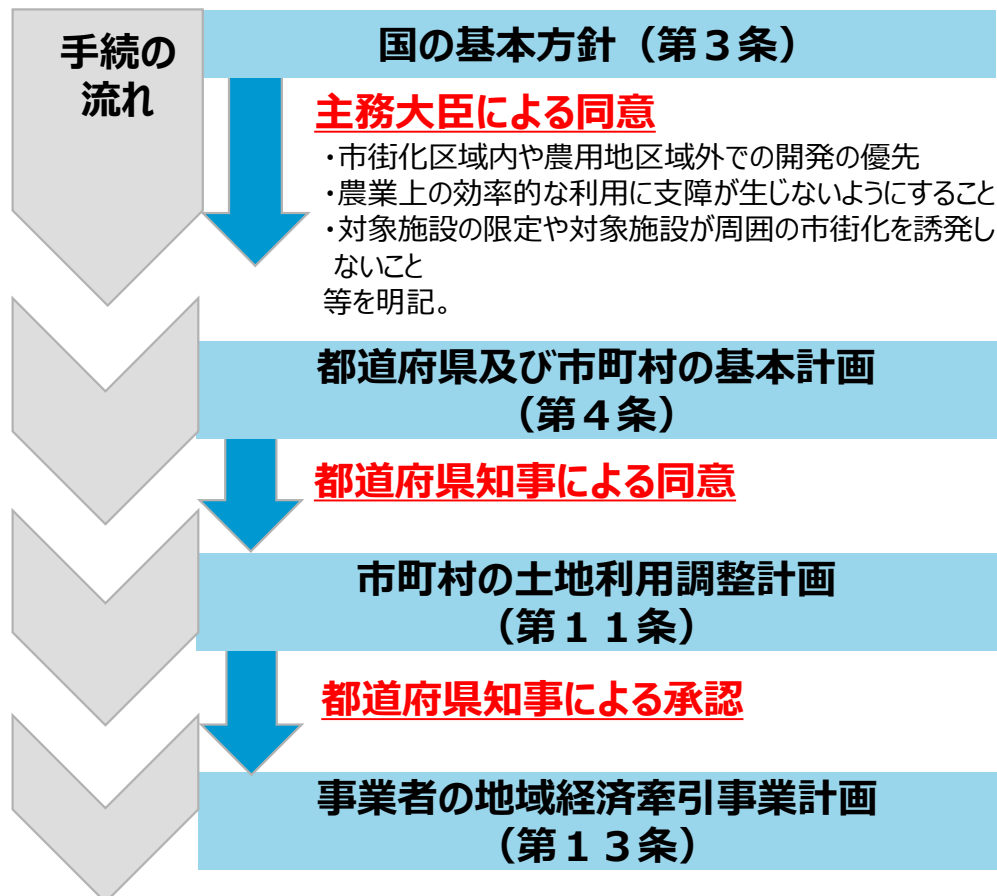 手続の
流れ
国の基本方針（第３条）
主務大臣による同意
・市街化区域内や農用地区域外での開発の優先
・農業上の効率的な利用に支障が生じないようにすること
・対象施設の限定や対象施設が周囲の市街化を誘発し
ないこと
等を明記。
都道府県及び市町村の基本計画
（第４条）
都道府県知事による同意
市町村の土地利用調整計画
（第１１条）
都道府県知事による承認
事業者の地域経済牽引事業計画
（第１３条）